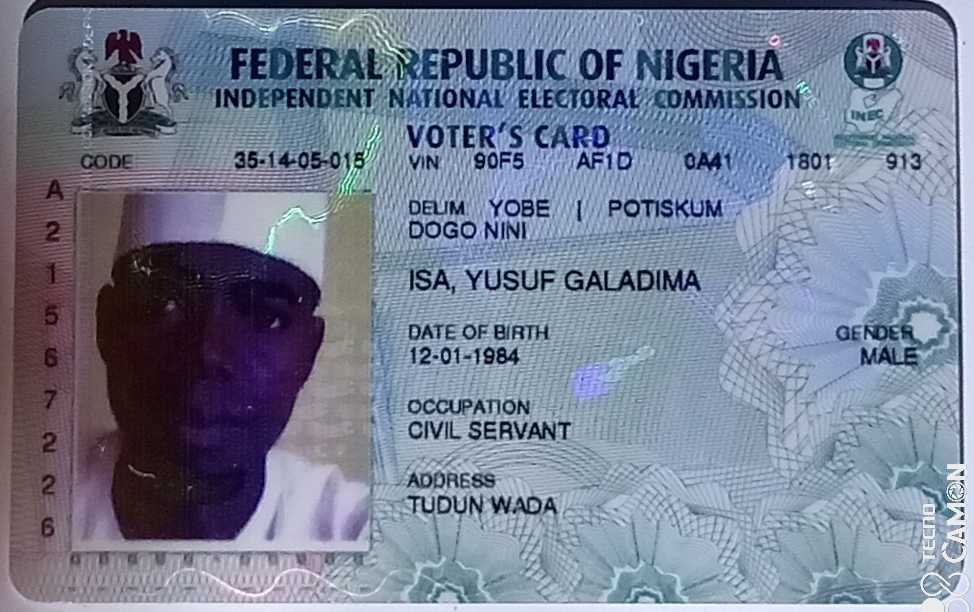 FEDERAL REPUBLIC OF NIGERIA
INDEPENDENT NATIONAL ELECTORAL COMMISSION
INEC
VOTER'S CARD
CODE 35-14-05-015 VIN 90F5 AF1D 0A41 1801 913
A
2
1
5
6
7
2
2
6
DELIM YOBE | POTISKUM
DOGO NINI
ISA, YUSUF GALADIMA
DATE OF BIRTH
12-01-1984
GENDER
MALE
OCCUPATION
CIVIL SERVANT
ADDRESS
TUDUN WADA
TECNO
CAMON